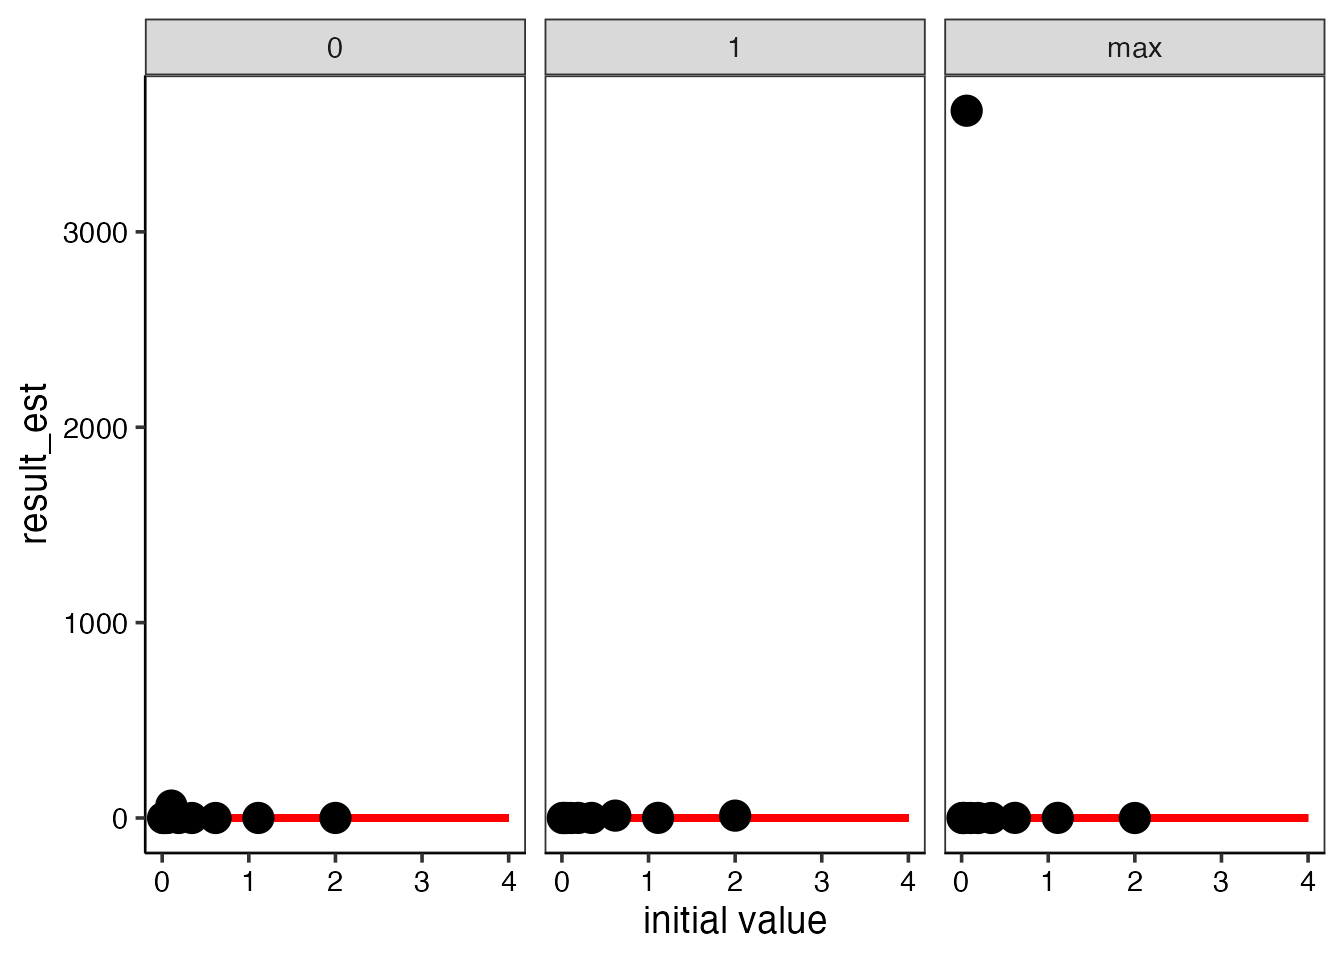 0 1 max
3000
2000
1000
0
0 1 2 3 4 0 1 2 3 4 0 1 2 3 4
initial value
result_est